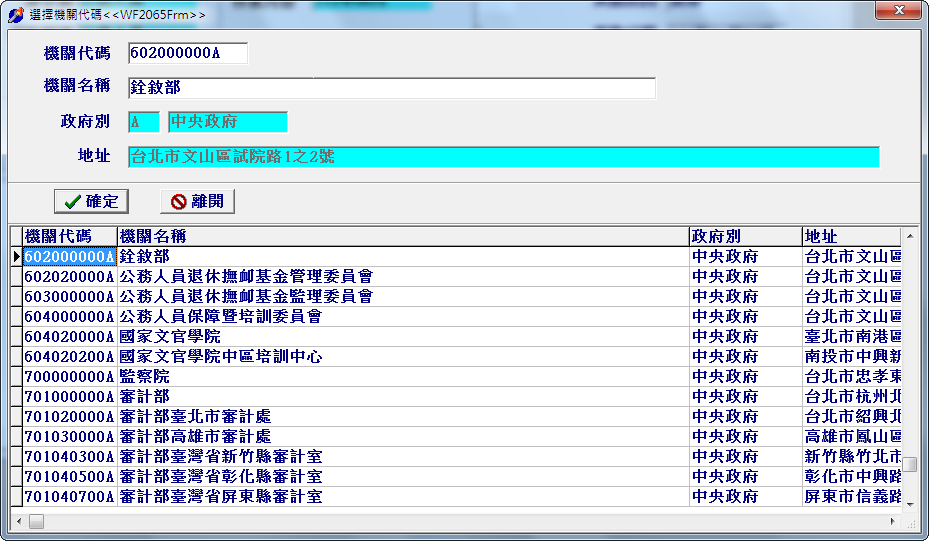 選擇機關代碼<<WF2065Frm>>
機關代碼 602000000A
機關名稱 銓敘部
政府別 A 中央政府
地址 台北市文山區試院路1之2號
確定 離開
機關代碼 機關名稱 政府別 地址
602000000A 銓敘部 中央政府 台北市文山區
602020000A 公務人員退休撫卹基金管理委員會 中央政府 台北市文山區
603000000A 公務人員退休撫卹基金監理委員會 中央政府 台北市文山區
604000000A 公務人員保障暨培訓委員會 中央政府 台北市文山區
604020000A 國家文官學院 中央政府 臺北市南港區
604020200A 國家文官學院中區培訓中心 中央政府 南投市中興新
700000000A 監察院 中央政府 台北市忠孝東
701000000A 審計部 中央政府 台北市杭州北
701020000A 審計部臺北市審計處 中央政府 台北市紹興北
701030000A 審計部高雄市審計處 中央政府 高雄市鳳山區
701040300A 審計部臺灣省新竹縣審計室 中央政府 新竹縣竹北市
701040500A 審計部臺灣省彰化縣審計室 中央政府 彰化市中興路
701040700A 審計部臺灣省屏東縣審計室 中央政府 屏東市信義路